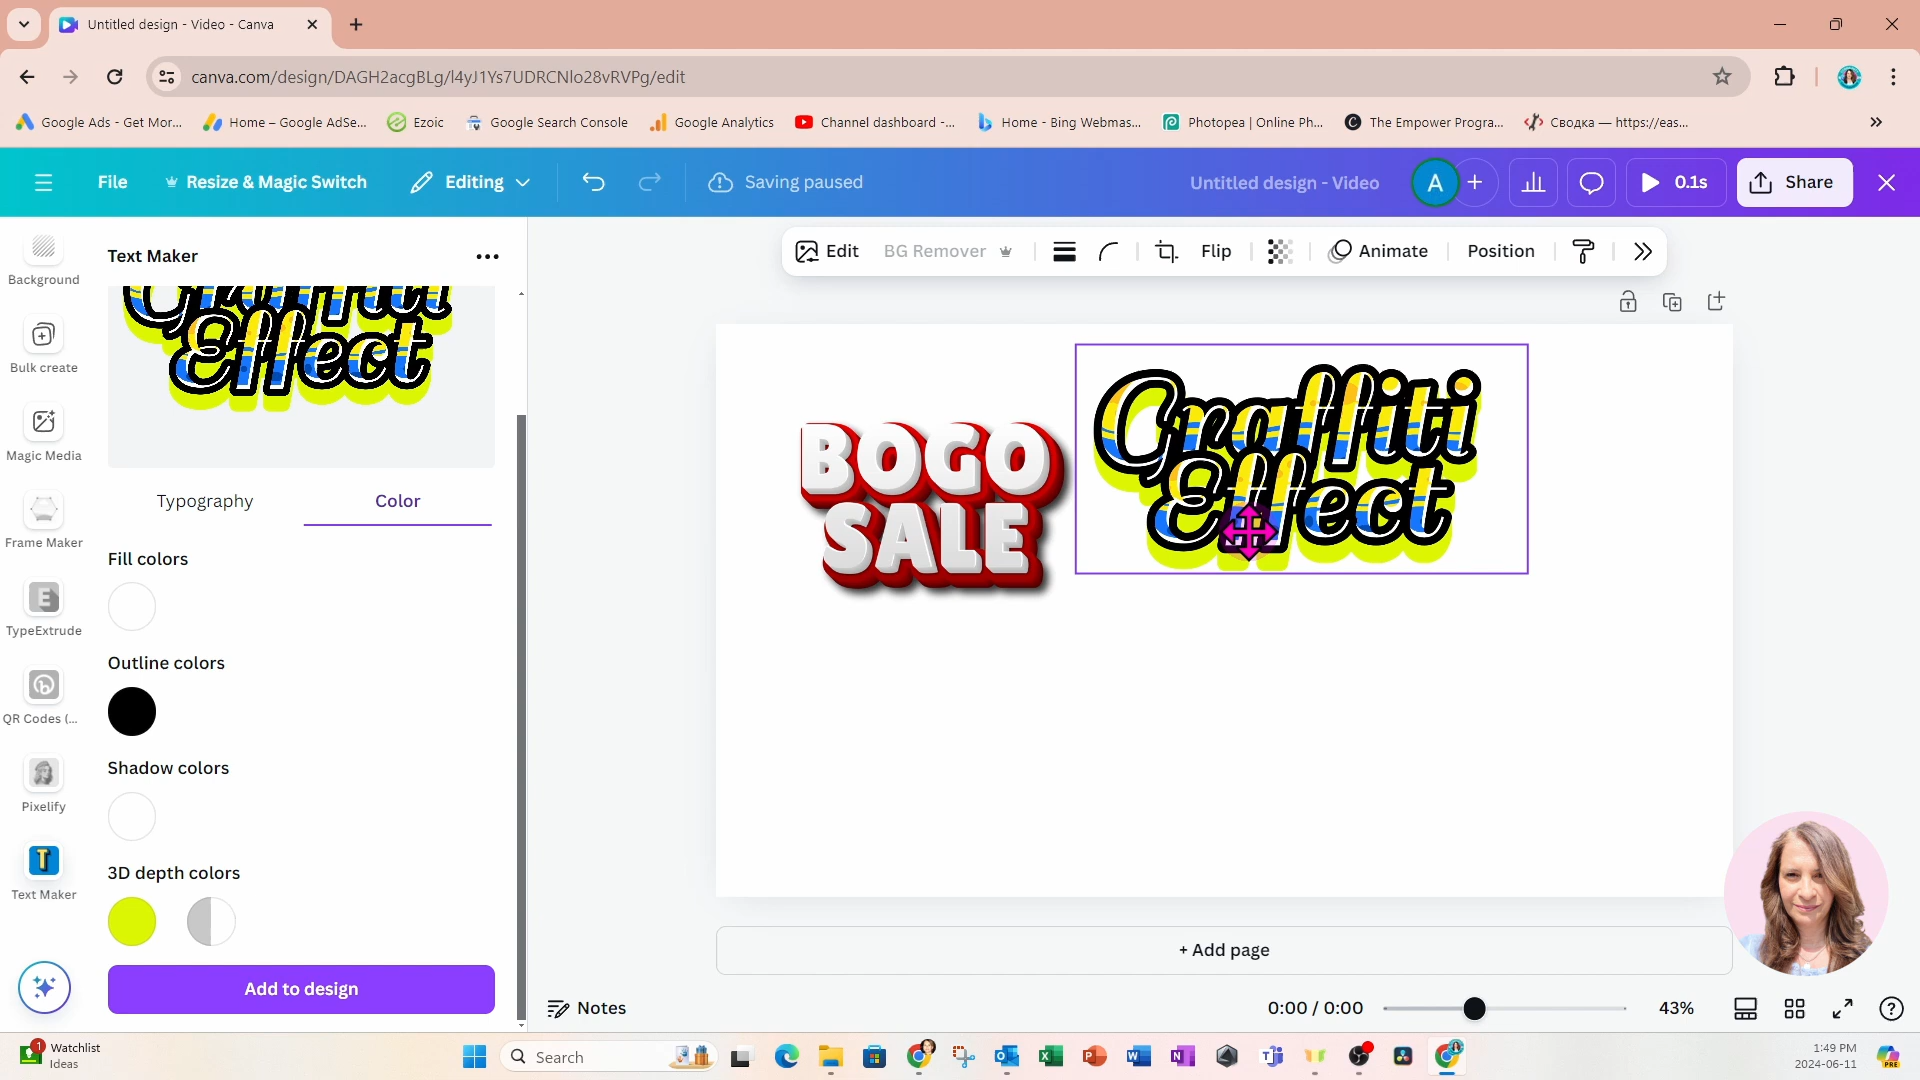 Untitled design - Video - Canva
canva.com/design/DAGH2acgBLg/l4yJ1Ys7UDRCNlo28vRVPg/edit
Google Ads - Get Mor...
Home – Google AdSe...
Ezoic
Google Search Console
Google Analytics
Channel dashboard -...
Home - Bing Webmas...
Photopea | Online Ph...
The Empower Progra...
Сводка — https://eas...
File
Resize & Magic Switch
Editing
Saving paused
Untitled design - Video
A
0.1s
Share
Background
Bulk create
Magic Media
Frame Maker
E
TypeExtrude
QR Codes (...
Pixelify
T
Text Maker
Text Maker
Graffiti
Effect
Typography
Color
Fill colors
Outline colors
Shadow colors
3D depth colors
Add to design
Edit
BG Remover
Flip
Animate
Position
BOGO
SALE
Graffiti
Effect
+ Add page
Notes
0:00 / 0:00
43%
1
Watchlist
Ideas
Search
1:49 PM
2024-06-11
PRE